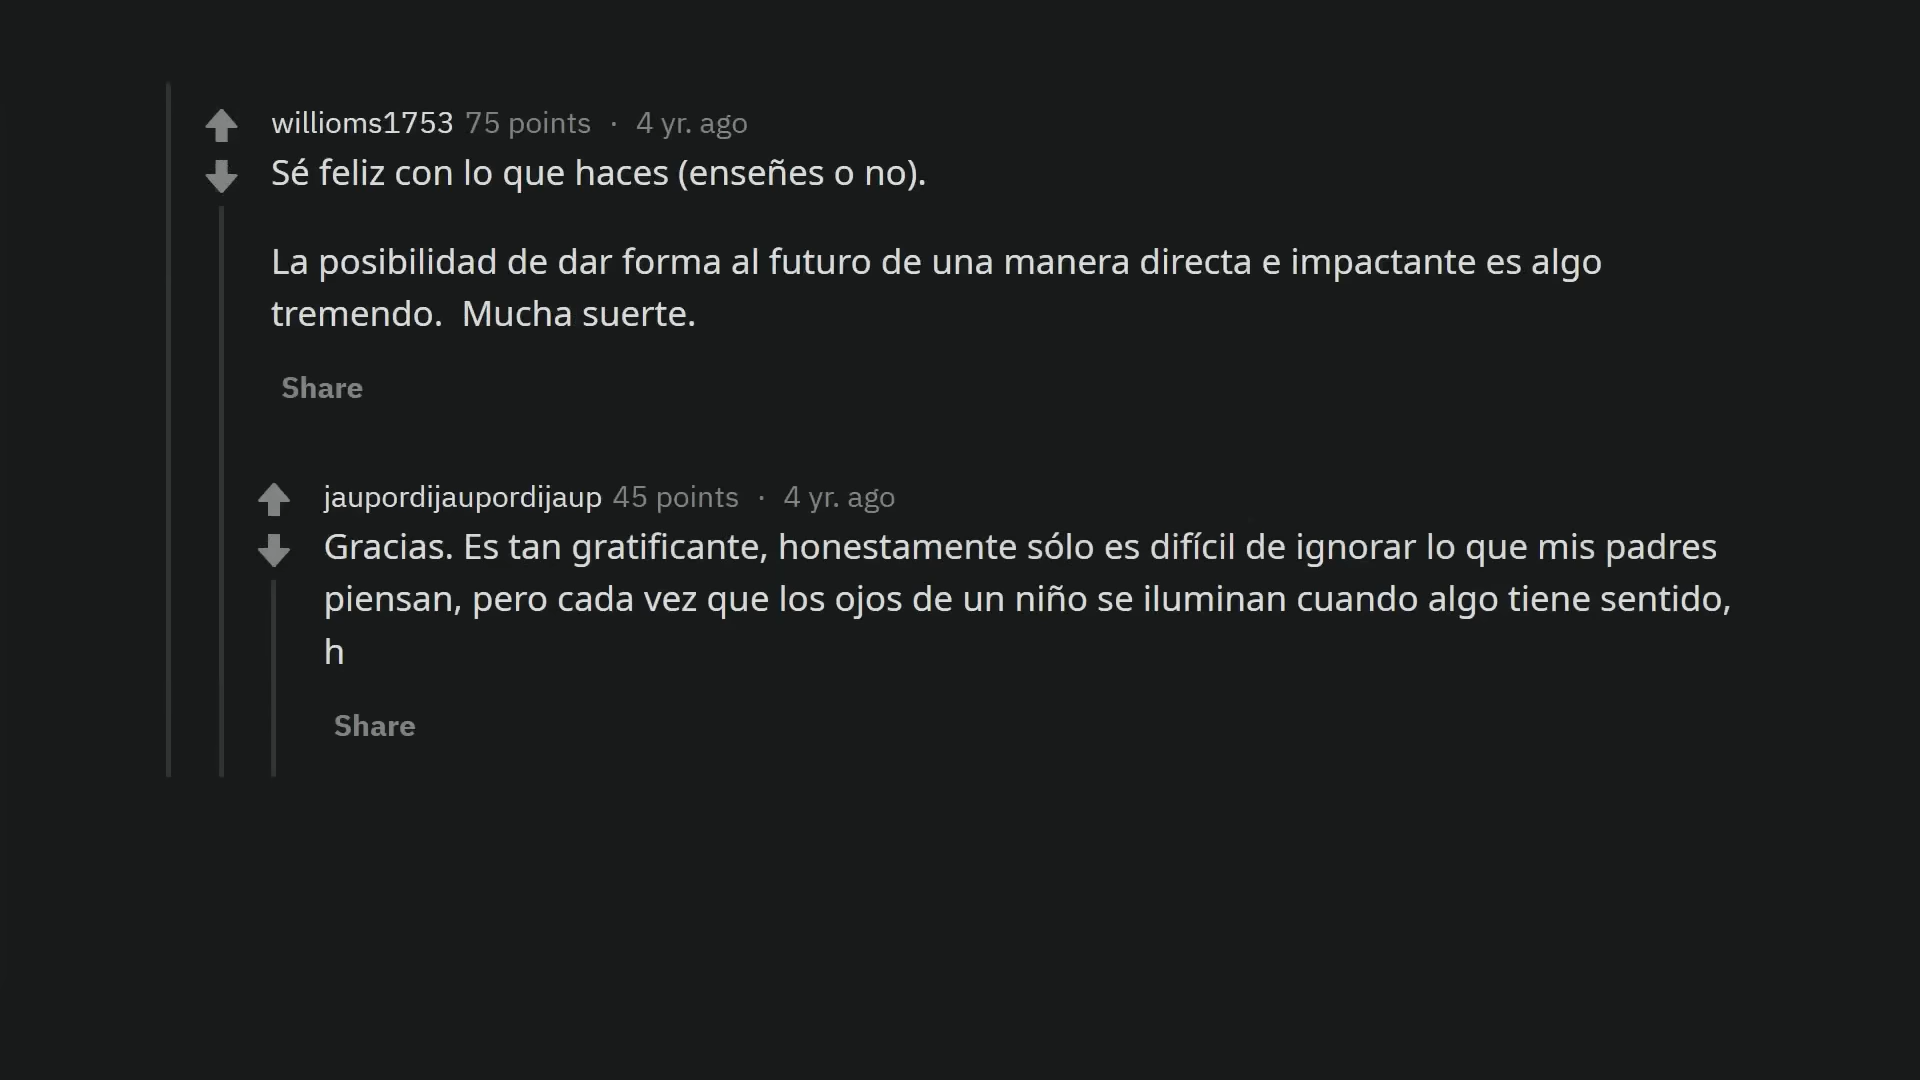 willioms1753 75 points · 4 yr. ago
Sé feliz con lo que haces (enseñes o no).
La posibilidad de dar forma al futuro de una manera directa e impactante es algo
tremendo.  Mucha suerte.
Share
jaupordijaupordijaup 45 points · 4 yr. ago
Gracias. Es tan gratificante, honestamente sólo es difícil de ignorar lo que mis padres
piensan, pero cada vez que los ojos de un niño se iluminan cuando algo tiene sentido,
h
Share